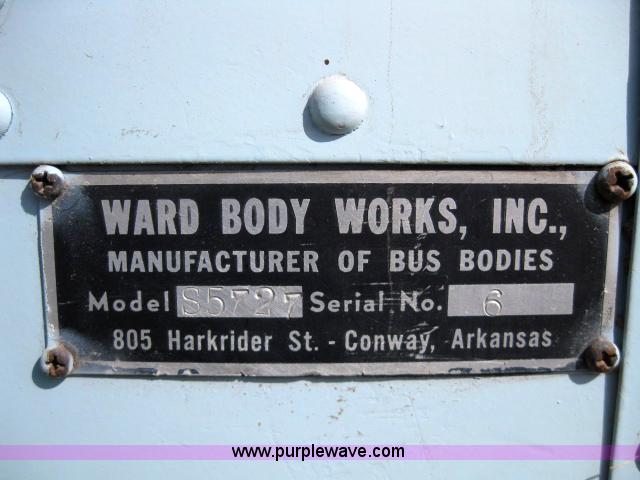 WARD BODY WORKS, INC.,
MANUFACTURER OF BUS BODIES
Model S5727 Serial No. 6
805 Harkrider St. - Conway, Arkansas
www.purplewave.com